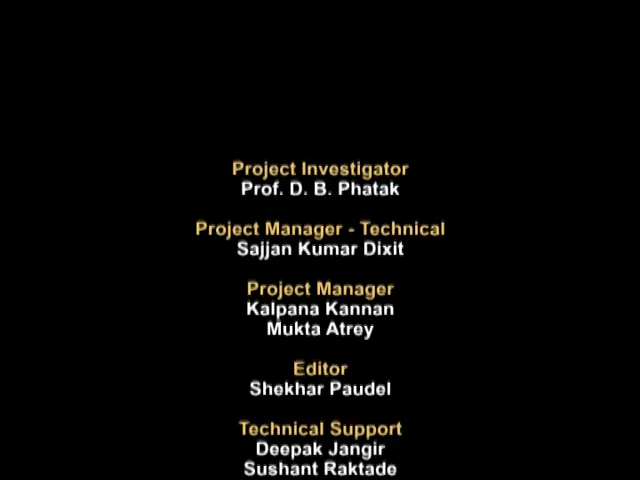 Project Investigator
Prof. D. B. Phatak
Project Manager - Technical
Sajjan Kumar Dixit
Project Manager
Kalpana Kannan
Mukta Atrey
Editor
Shekhar Paudel
Technical Support
Deepak Jangir
Sushant Raktade